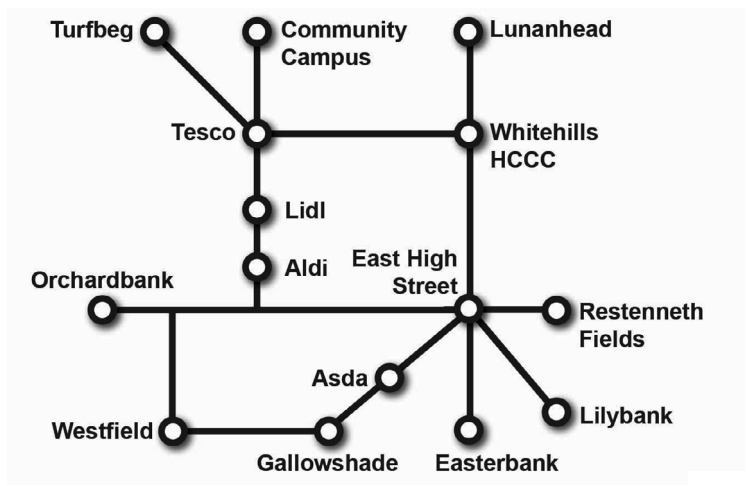 Turfbeg
Community
Campus
Lunanhead
Tesco
Whitehills
HCCC
Lidl
Aldi
East High
Street
Orchardbank
Restenneth
Fields
Asda
Lilybank
Westfield
Gallowshade
Easterbank